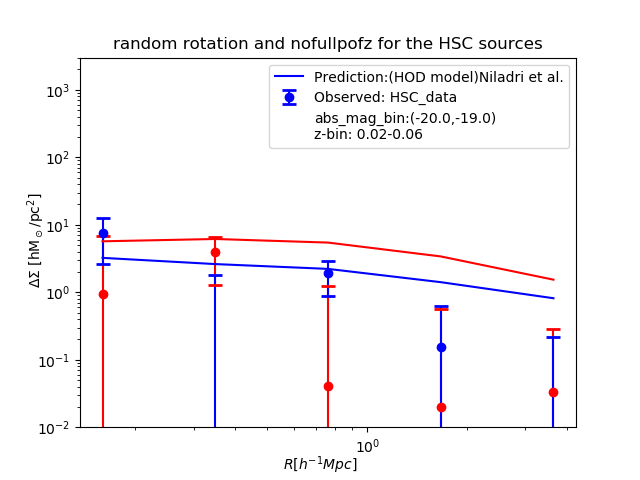 random rotation and nofullpofz for the HSC sources
Prediction:(HOD model)Niladri et al.
Observed: HSC_data
abs_mag_bin:(-20.0,-19.0)
z-bin: 0.02-0.06
10³
10²
10¹
10⁰
10⁻¹
10⁻²
ΔΣ [hM⊙/pc²]
10⁰
R[h⁻¹Mpc]